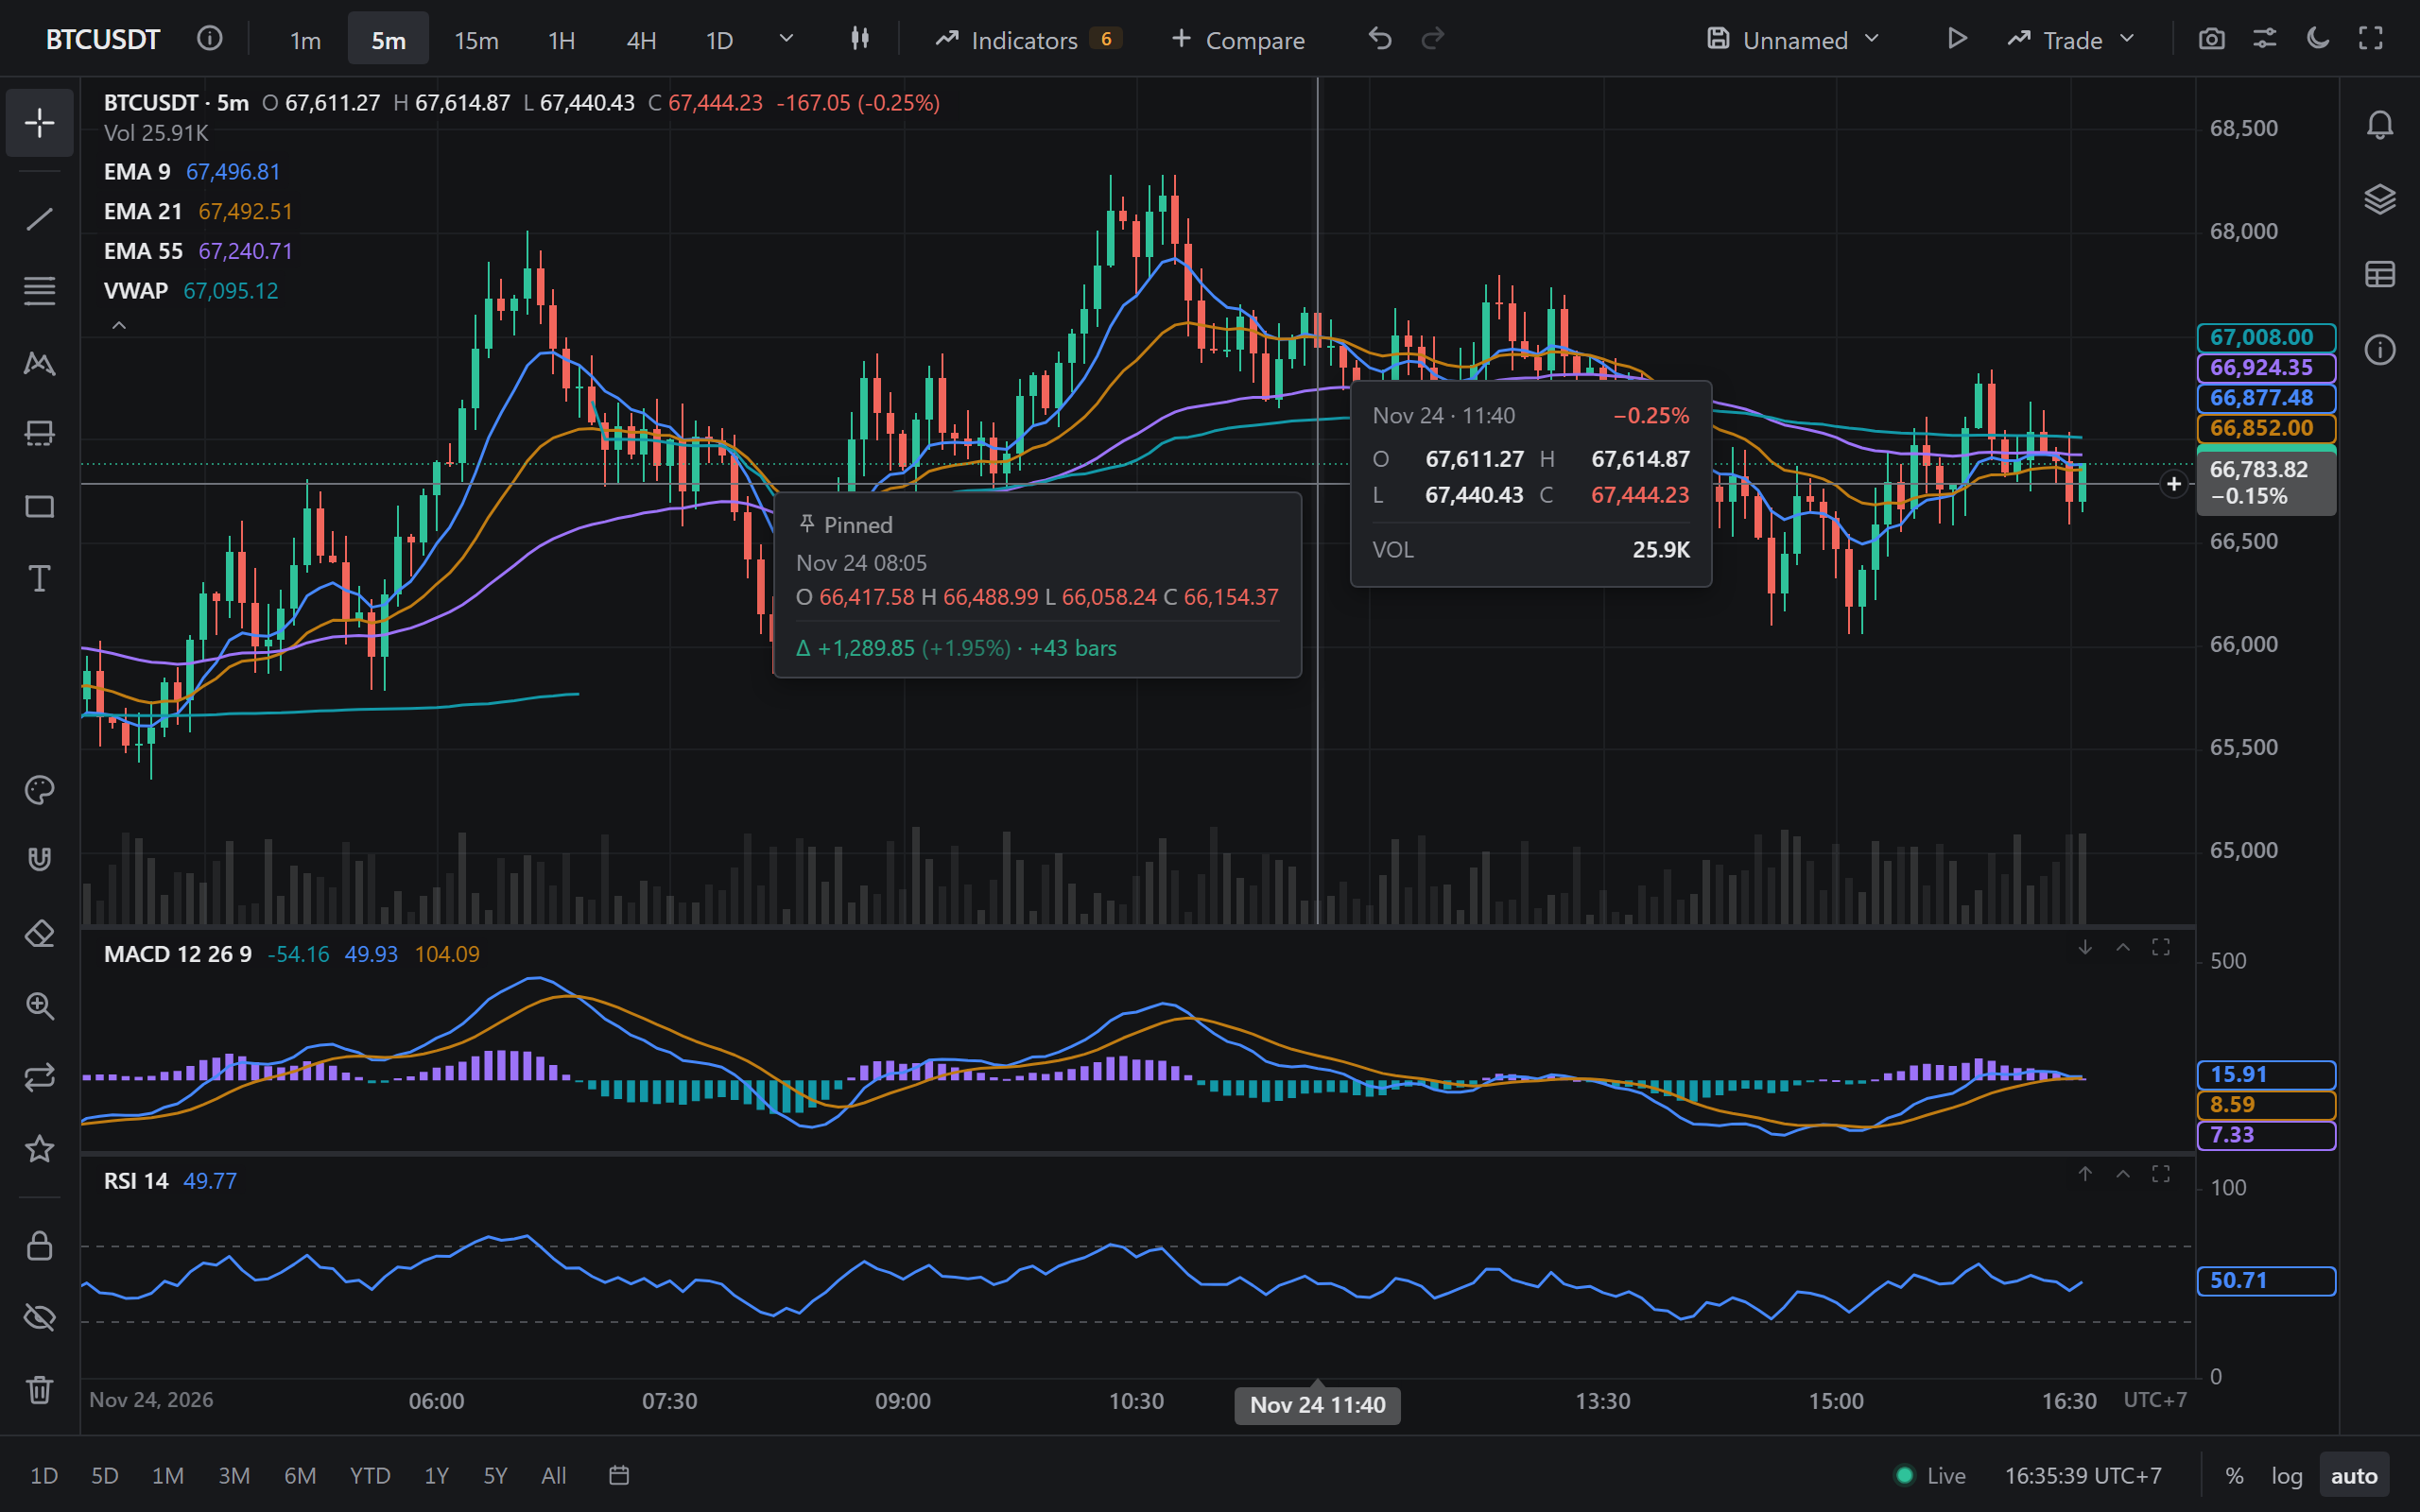 BTCUSDT 1m 5m 15m 1H 4H 1D Indicators 6 Compare Unnamed Trade
BTCUSDT · 5m O 67,611.27 H 67,614.87 L 67,440.43 C 67,444.23 -167.05 (-0.25%)
Vol 25.91K
EMA 9 67,496.81
EMA 21 67,492.51
EMA 55 67,240.71
VWAP 67,095.12
68,500
68,000
67,008.00
66,924.35
66,877.48
66,852.00
66,783.82
−0.15%
66,500
66,000
65,500
65,000
Nov 24 · 11:40 −0.25%
O 67,611.27 H 67,614.87
L 67,440.43 C 67,444.23
VOL 25.9K
Pinned
Nov 24 08:05
O 66,417.58 H 66,488.99 L 66,058.24 C 66,154.37
Δ +1,289.85 (+1.95%) · +43 bars
MACD 12 26 9 -54.16 49.93 104.09
500
15.91
8.59
7.33
RSI 14 49.77
100
50.71
0
Nov 24, 2026 06:00 07:30 09:00 10:30 Nov 24 11:40 13:30 15:00 16:30 UTC+7
1D 5D 1M 3M 6M YTD 1Y 5Y All Live 16:35:39 UTC+7 % log auto